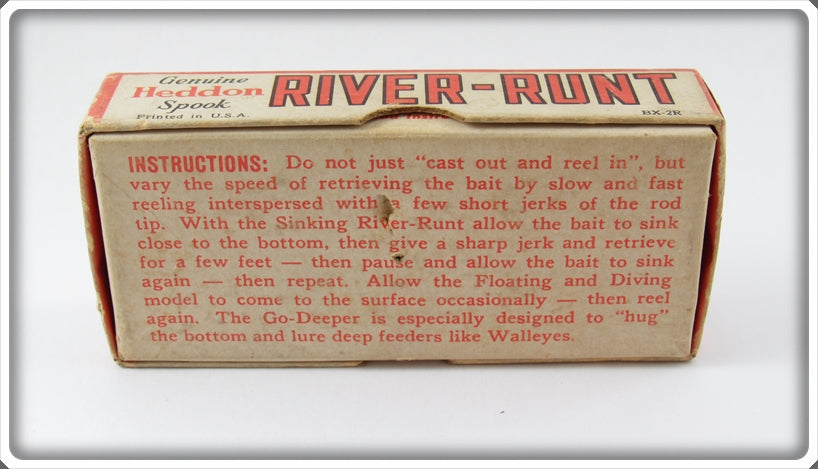 Genuine
Heddon
Spook
RIVER-RUNT
Printed in U.S.A.
BX-2R
INSTRUCTIONS: Do not just "cast out and reel in", but
vary the speed of retrieving the bait by slow and fast
reeling interspersed with a few short jerks of the rod
tip. With the Sinking River-Runt allow the bait to sink
close to the bottom, then give a sharp jerk and retrieve
for a few feet — then pause and allow the bait to sink
again — then repeat. Allow the Floating and Diving
model to come to the surface occasionally — then reel
again. The Go-Deeper is especially designed to "hug"
the bottom and lure deep feeders like Walleyes.